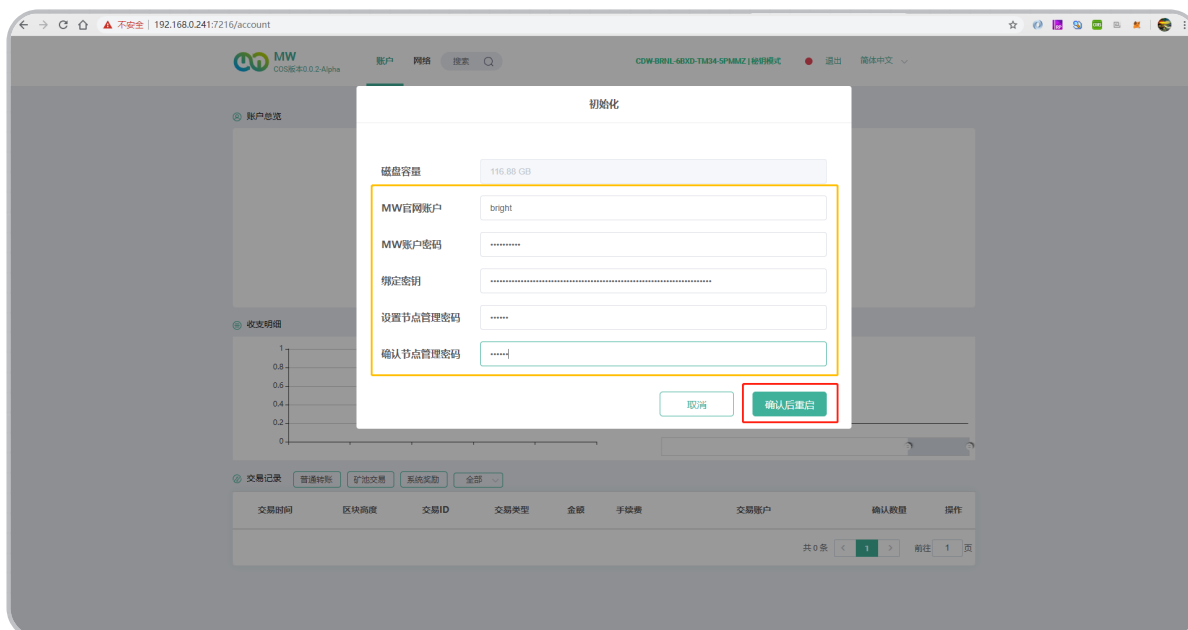 不安全 | 192.168.0.241:7216/account
MW
COS版本0.0.2-Alpha
账户 网络 搜索
CDW-BRHL-6BXD-TM34-5PMMZ | 秘钥模式 退出 简体中文
账户总览
初始化
磁盘容量 116.88 GB
MW官网账户 bright
MW账户密码 ••••••••••
绑定密钥
设置节点管理密码 ••••••
确认节点管理密码 ••••••
取消 确认后重启
收支明细
1
0.8
0.6
0.4
0.2
0
交易记录 普通转账 矿池交易 系统奖励 全部
交易时间 区块高度 交易ID 交易类型 金额 手续费 交易账户 确认数量 操作
共 0 条 < 1 > 前往 1 页